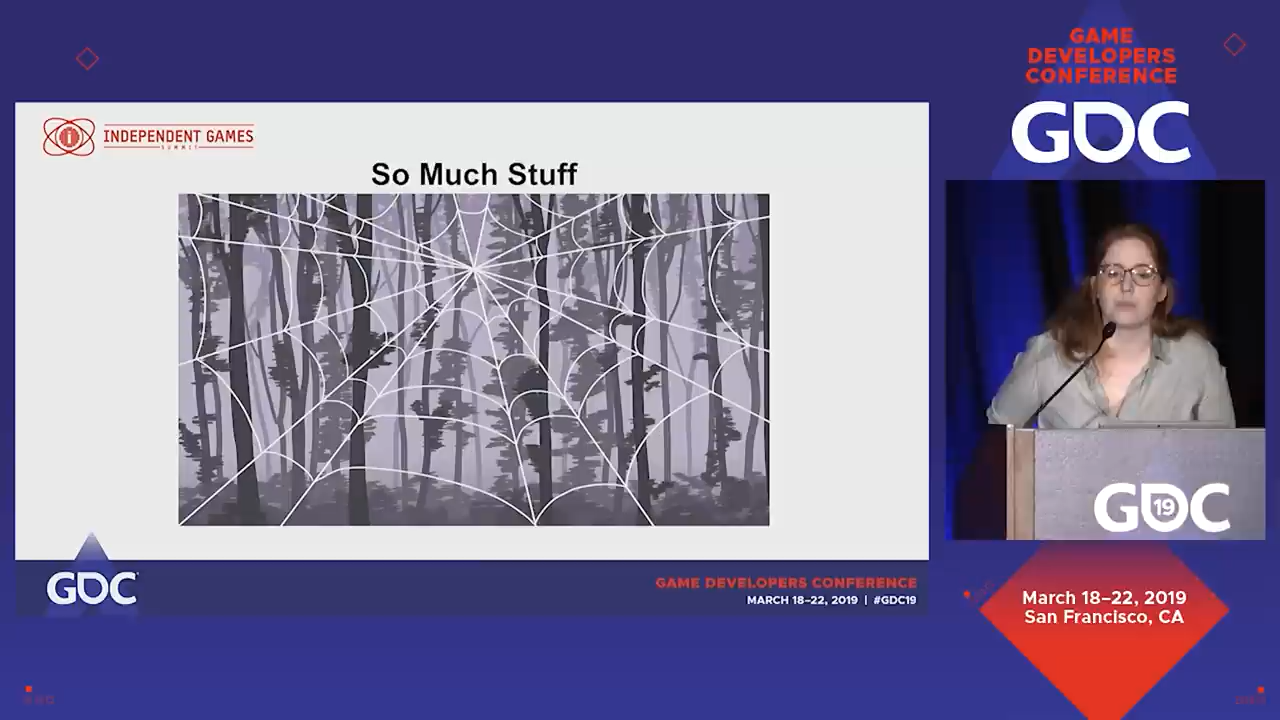 GAME
DEVELOPERS
CONFERENCE
GDC
INDEPENDENT GAMES
SUMMIT
So Much Stuff
GDC
GAME DEVELOPERS CONFERENCE
MARCH 18–22, 2019 | #GDC19
GDC
19
March 18–22, 2019
San Francisco, CA